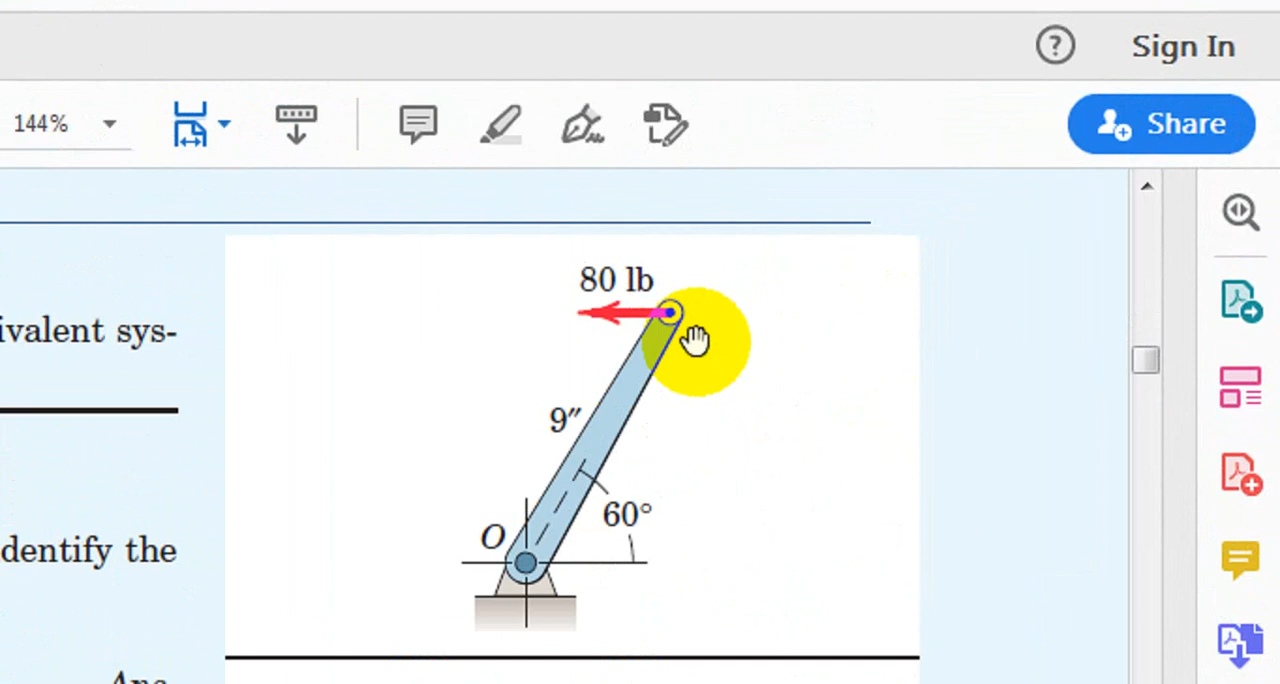 Sign In
144%
Share
80 lb
ivalent sys-
9″
60°
O
dentify the